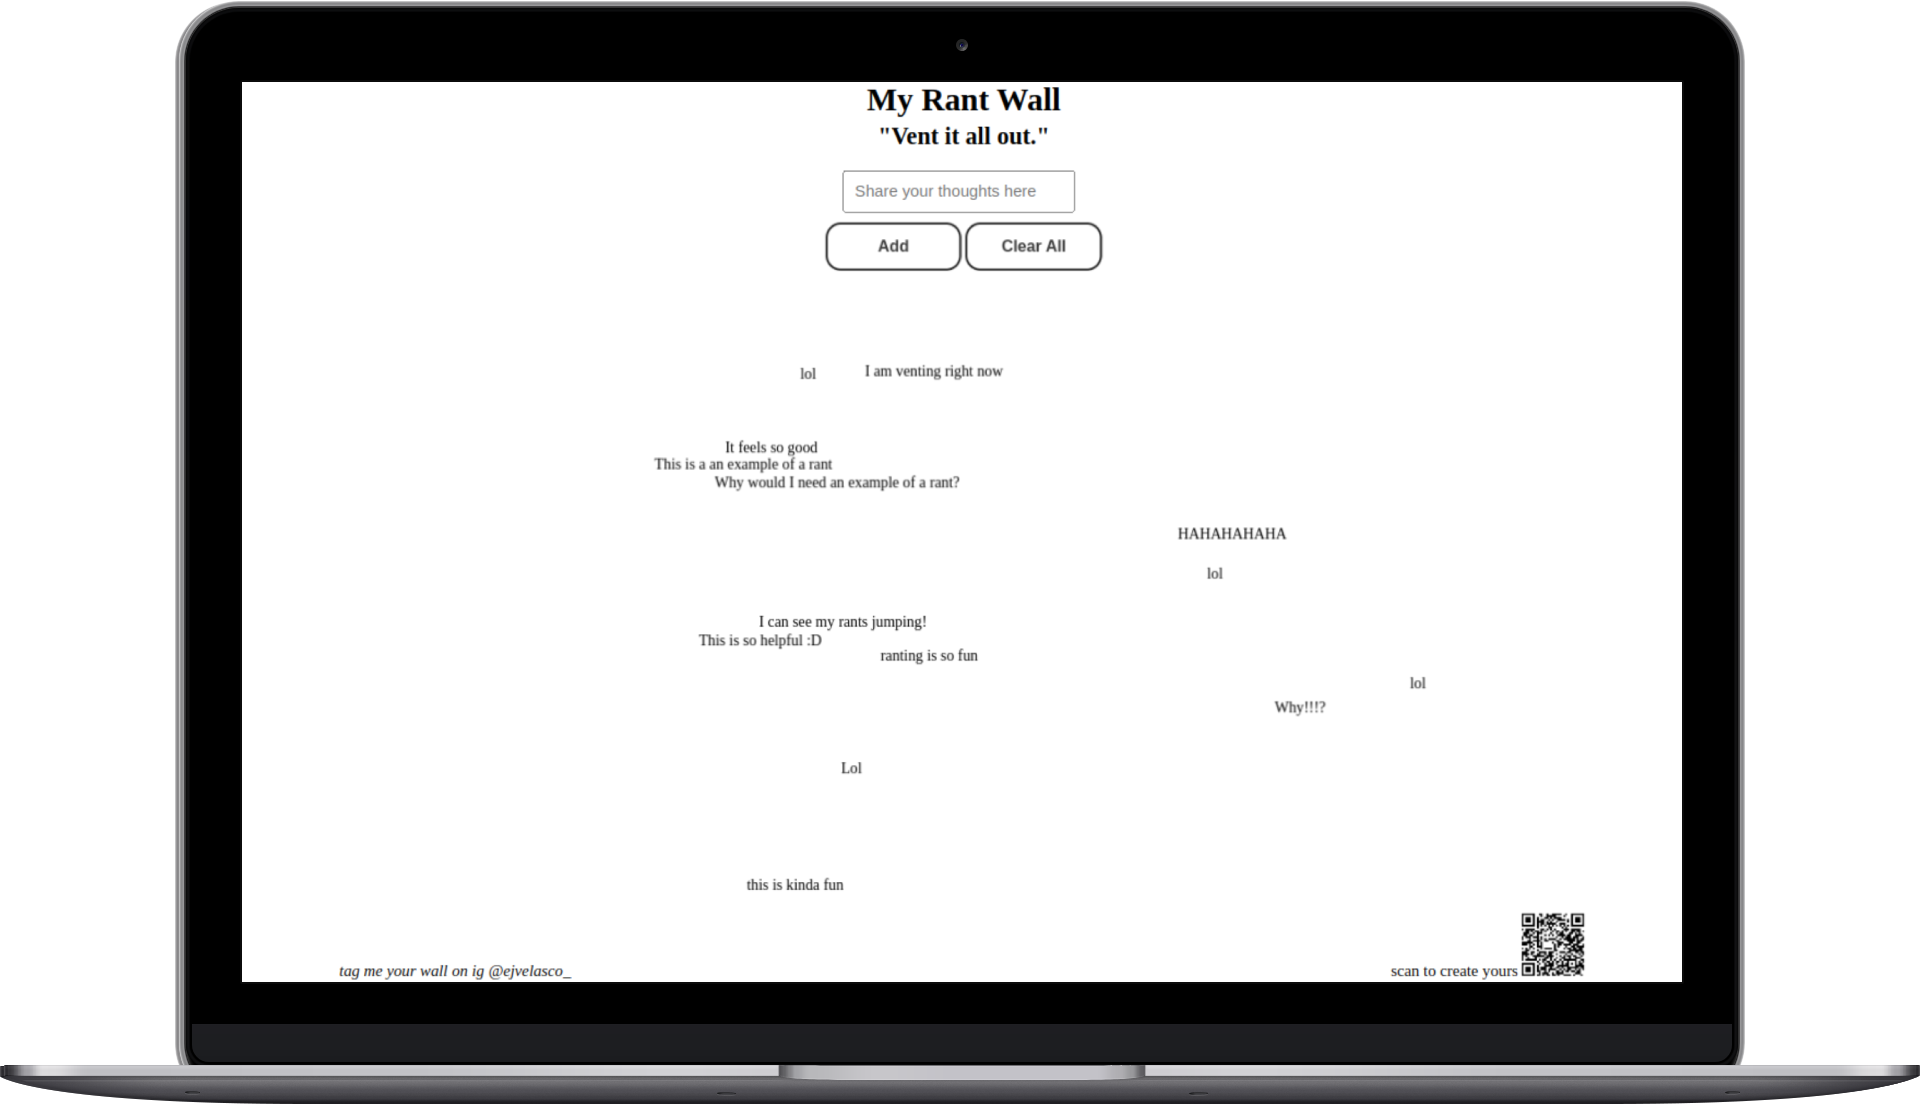 My Rant Wall
"Vent it all out."
Share your thoughts here
Add
Clear All
lol
I am venting right now
It feels so good
This is a an example of a rant
Why would I need an example of a rant?
HAHAHAHAHA
lol
I can see my rants jumping!
This is so helpful :D
ranting is so fun
lol
Why!!!?
Lol
this is kinda fun
tag me your wall on ig @ejvelasco_
scan to create yours